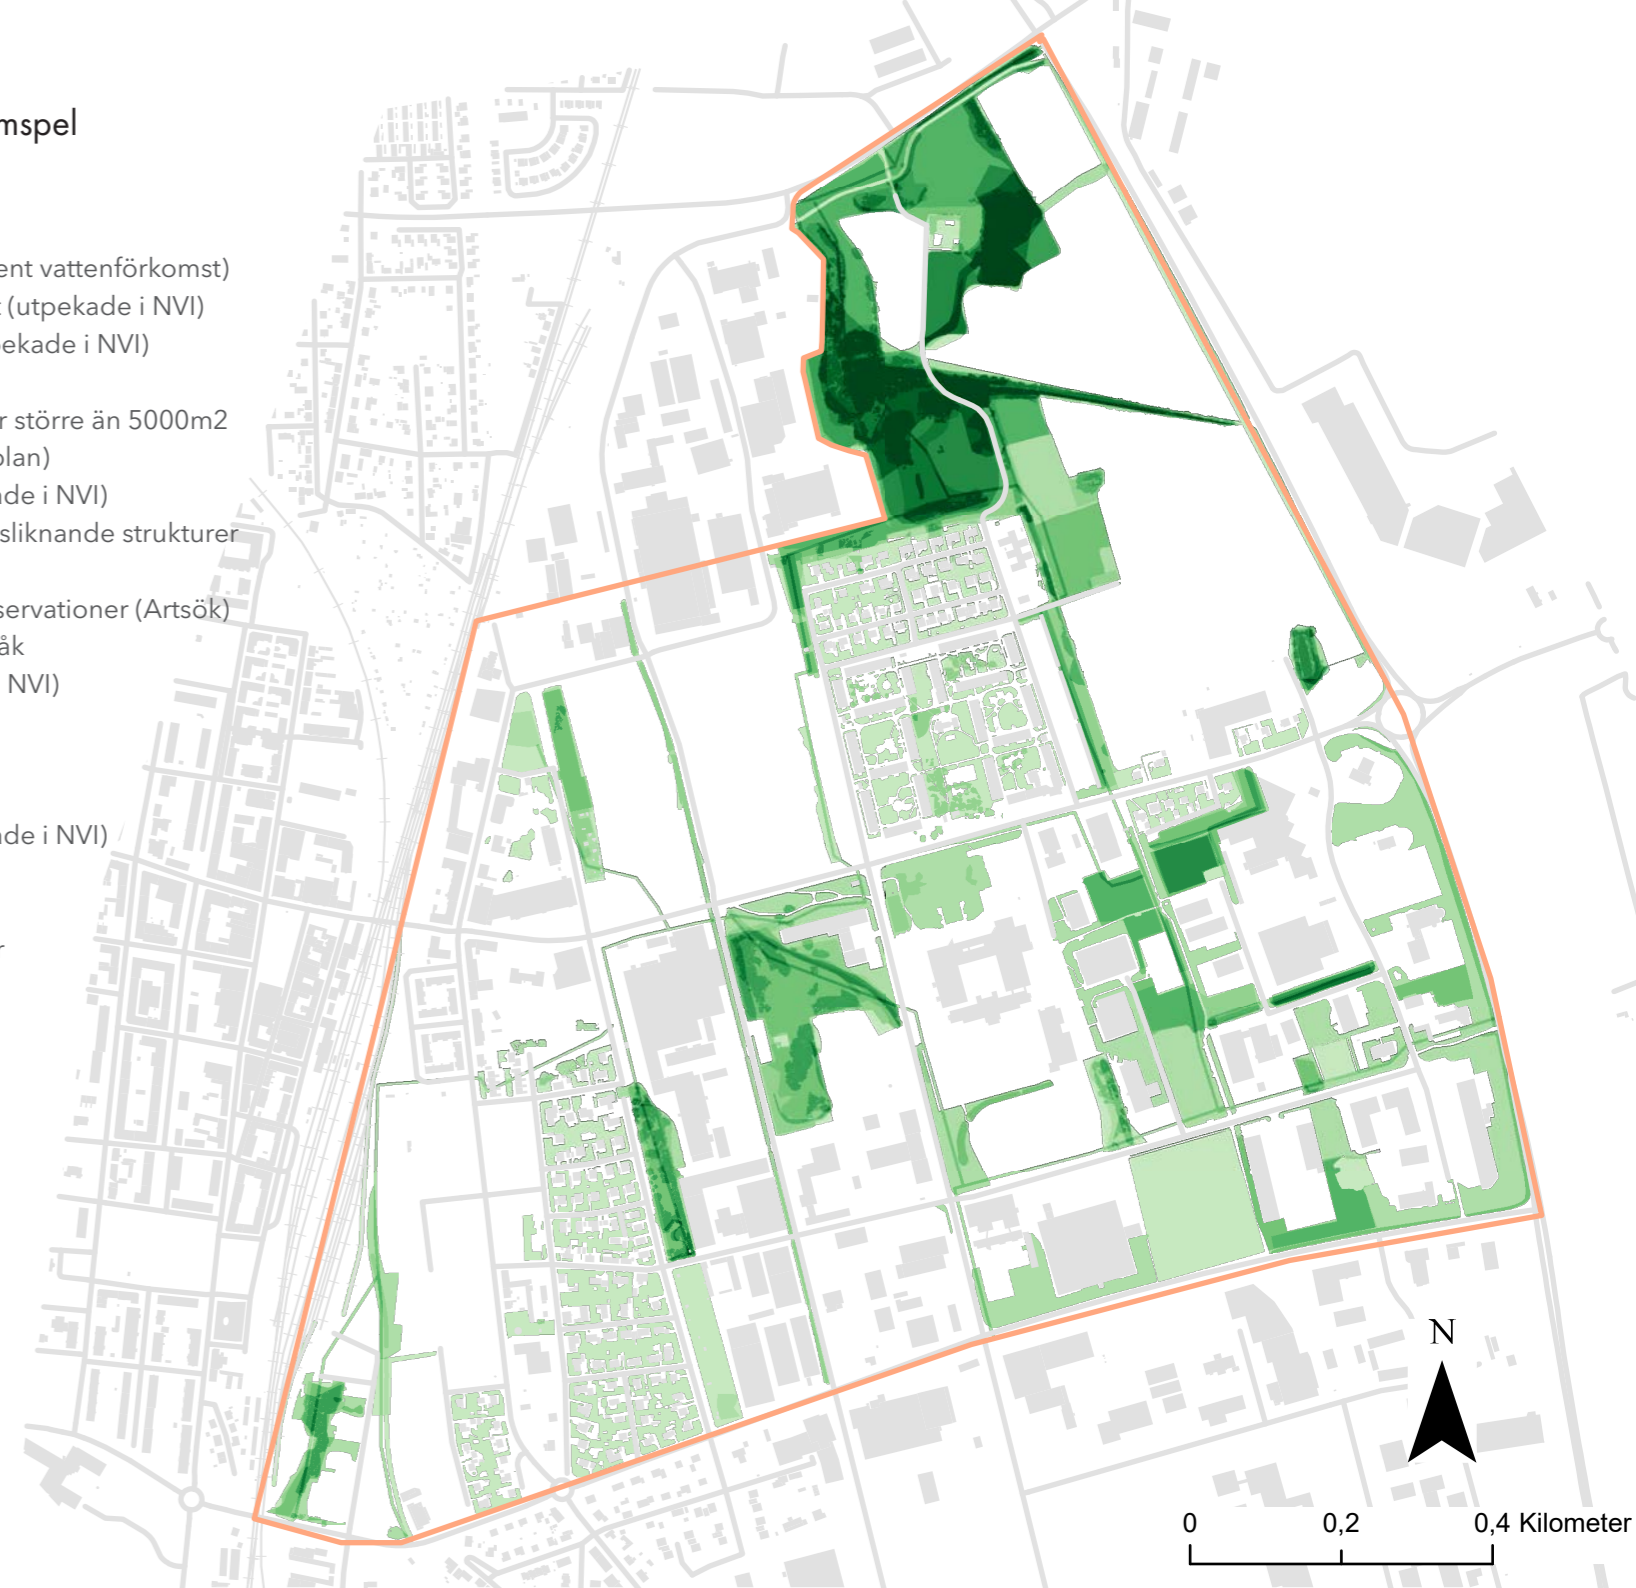 mspel
ent vattenförkomst)
t (utpekade i NVI)
ekade i NVI)
r större än 5000m2
plan)
ade i NVI)
sliknande strukturer
servationer (Artsök)
åk
NVI)
ade i NVI)
r
N
0 0,2 0,4 Kilometer